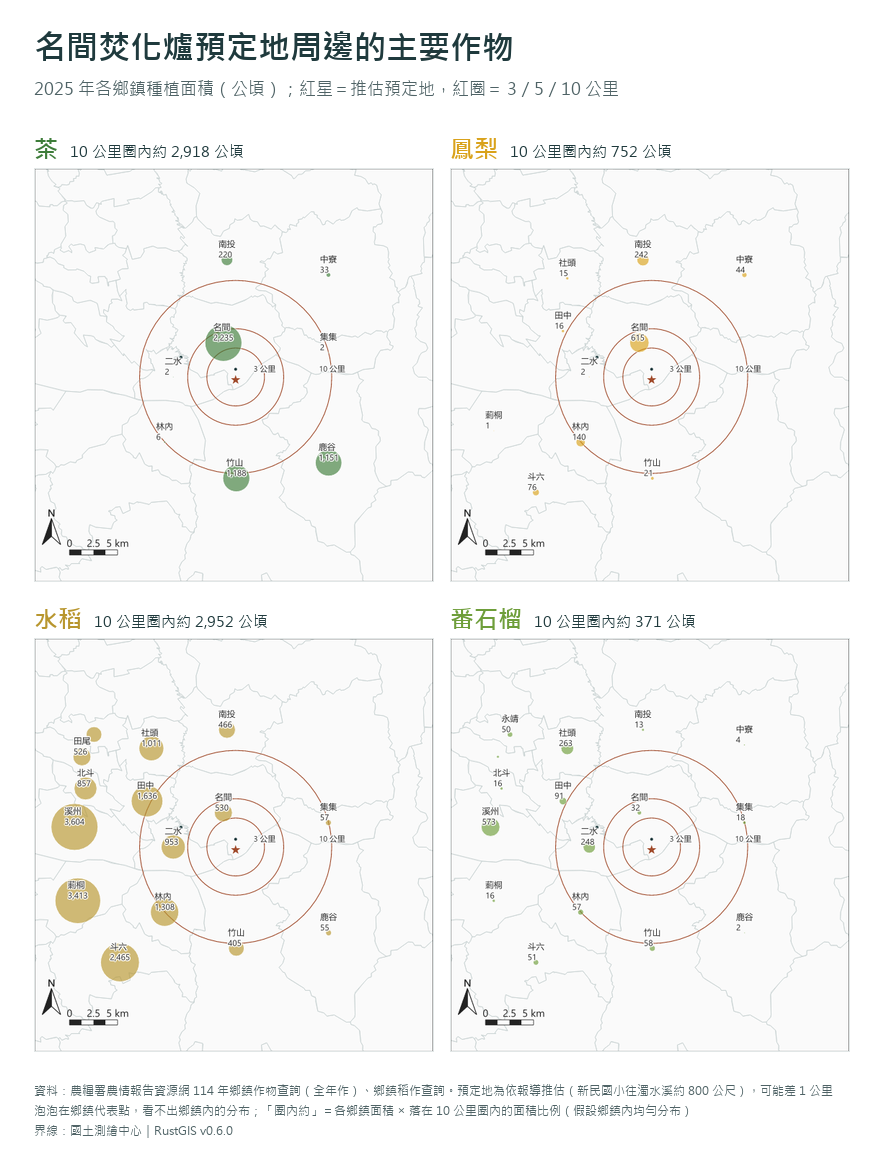 名間焚化爐預定地周邊的主要作物
2025 年各鄉鎮種植面積（公頃）；紅星＝推估預定地，紅圈＝ 3 / 5 / 10 公里
茶 10 公里圈內約 2,918 公頃
南投
220
中寮
33
名間
2,235
集集
2
二水
2
3 公里
10 公里
林內
6
竹山
1,188
鹿谷
1,151
N
0 2.5 5 km
鳳梨 10 公里圈內約 752 公頃
南投
242
社頭
15
中寮
44
田中
16
名間
615
二水
2
3 公里
10 公里
莿桐
1
林內
140
竹山
21
斗六
76
N
0 2.5 5 km
水稻 10 公里圈內約 2,952 公頃
南投
466
社頭
1,011
田尾
526
北斗
857
田中
1,636
名間
530
集集
57
溪州
3,604
二水
953
3 公里
10 公里
莿桐
3,413
林內
1,308
竹山
405
鹿谷
55
斗六
2,465
N
0 2.5 5 km
番石榴 10 公里圈內約 371 公頃
南投
13
永靖
50
社頭
263
中寮
4
北斗
16
田中
91
名間
32
集集
18
溪州
573
二水
248
3 公里
10 公里
莿桐
16
林內
57
竹山
58
鹿谷
2
斗六
51
N
0 2.5 5 km
資料：農糧署農情報告資源網 114 年鄉鎮作物查詢（全年作）、鄉鎮稻作查詢。預定地為依報導推估（新民國小往濁水溪約 800 公尺），可能差 1 公里
泡泡在鄉鎮代表點，看不出鄉鎮內的分布；「圈內約」＝各鄉鎮面積 × 落在 10 公里圈內的面積比例（假設鄉鎮內均勻分布）
界線：國土測繪中心｜RustGIS v0.6.0